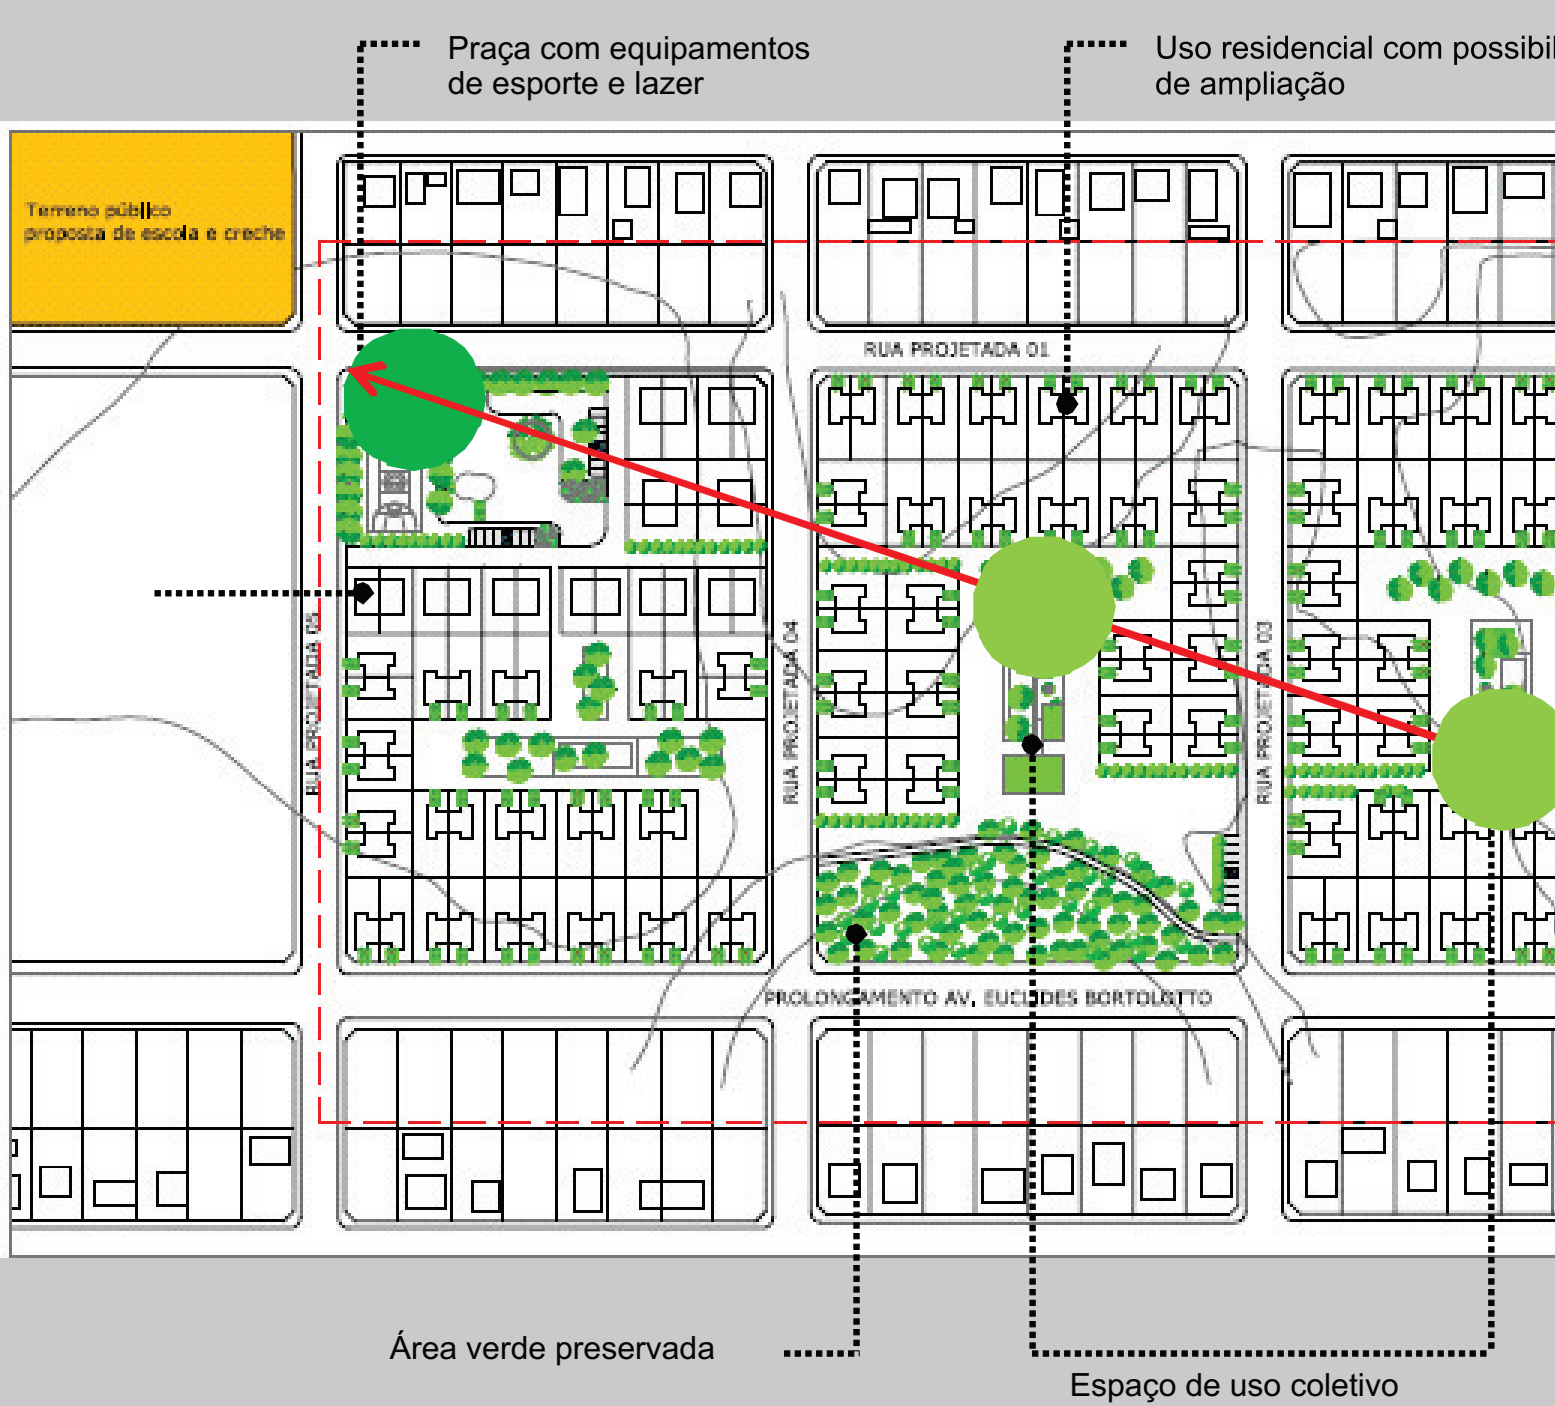 Praça com equipamentos
de esporte e lazer
Uso residencial com possibil
de ampliação
Terreno público
proposta de escola e creche
RUA PROJETADA 01
RUA PROJETADA 05
RUA PROJETADA 04
RUA PROJETADA 03
PROLONGAMENTO AV. EUCLIDES BORTOLOTTO
Área verde preservada
Espaço de uso coletivo